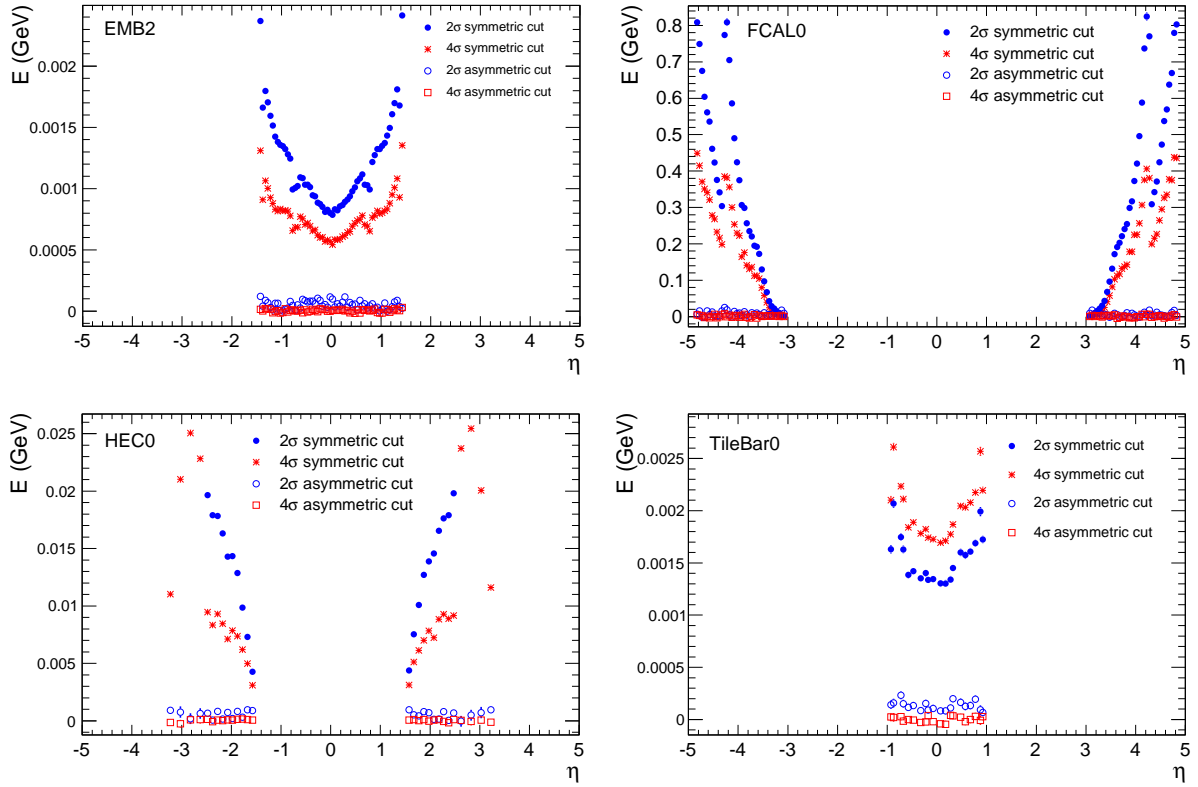 EMB2
E (GeV)
2σ symmetric cut
4σ symmetric cut
2σ asymmetric cut
4σ asymmetric cut
0.002
0.0015
0.001
0.0005
0
-5 -4 -3 -2 -1 0 1 2 3 4 5
η
FCAL0
E (GeV)
2σ symmetric cut
4σ symmetric cut
2σ asymmetric cut
4σ asymmetric cut
0.8
0.7
0.6
0.5
0.4
0.3
0.2
0.1
0
-5 -4 -3 -2 -1 0 1 2 3 4 5
η
HEC0
E (GeV)
2σ symmetric cut
4σ symmetric cut
2σ asymmetric cut
4σ asymmetric cut
0.025
0.02
0.015
0.01
0.005
0
-5 -4 -3 -2 -1 0 1 2 3 4 5
η
TileBar0
E (GeV)
2σ symmetric cut
4σ symmetric cut
2σ asymmetric cut
4σ asymmetric cut
0.0025
0.002
0.0015
0.001
0.0005
0
-5 -4 -3 -2 -1 0 1 2 3 4 5
η